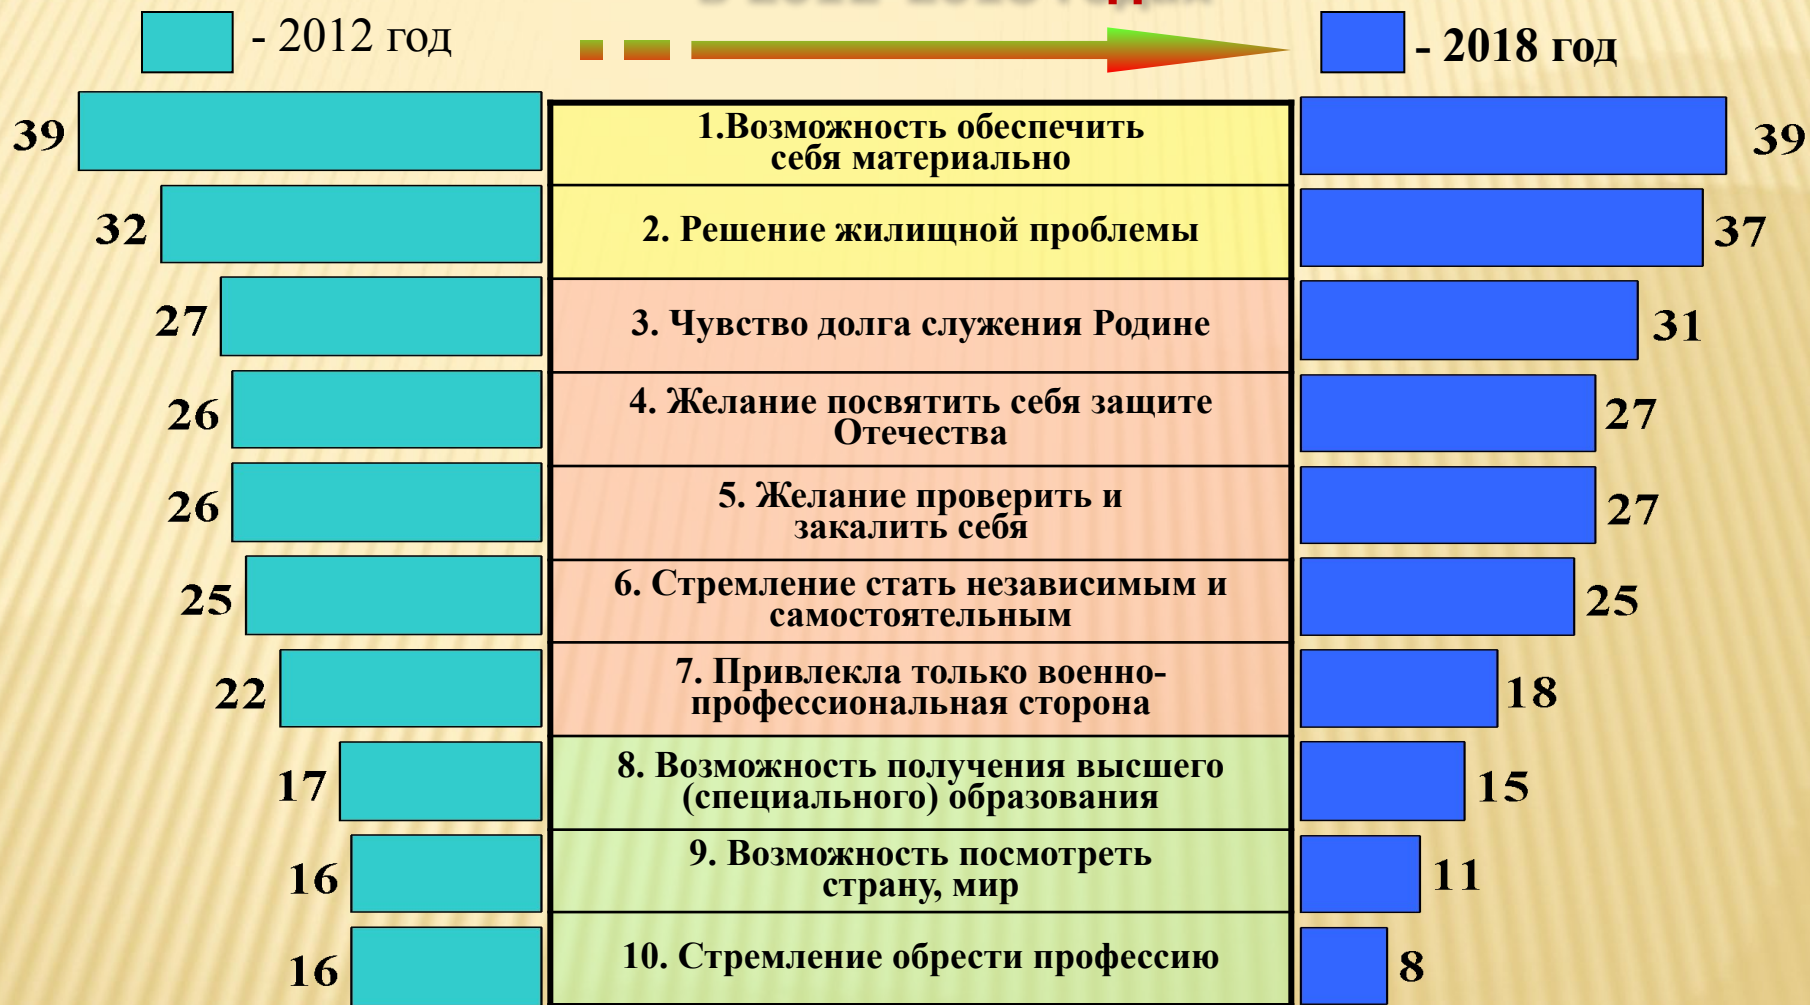 - 2012 год
- 2018 год
39
1.Возможность обеспечить
себя материально
39
32
2. Решение жилищной проблемы
37
27
3. Чувство долга служения Родине
31
26
4. Желание посвятить себя защите
Отечества
27
26
5. Желание проверить и
закалить себя
27
25
6. Стремление стать независимым и
самостоятельным
25
22
7. Привлекла только военно-
профессиональная сторона
18
17
8. Возможность получения высшего
(специального) образования
15
16
9. Возможность посмотреть
страну, мир
11
16
10. Стремление обрести профессию
8